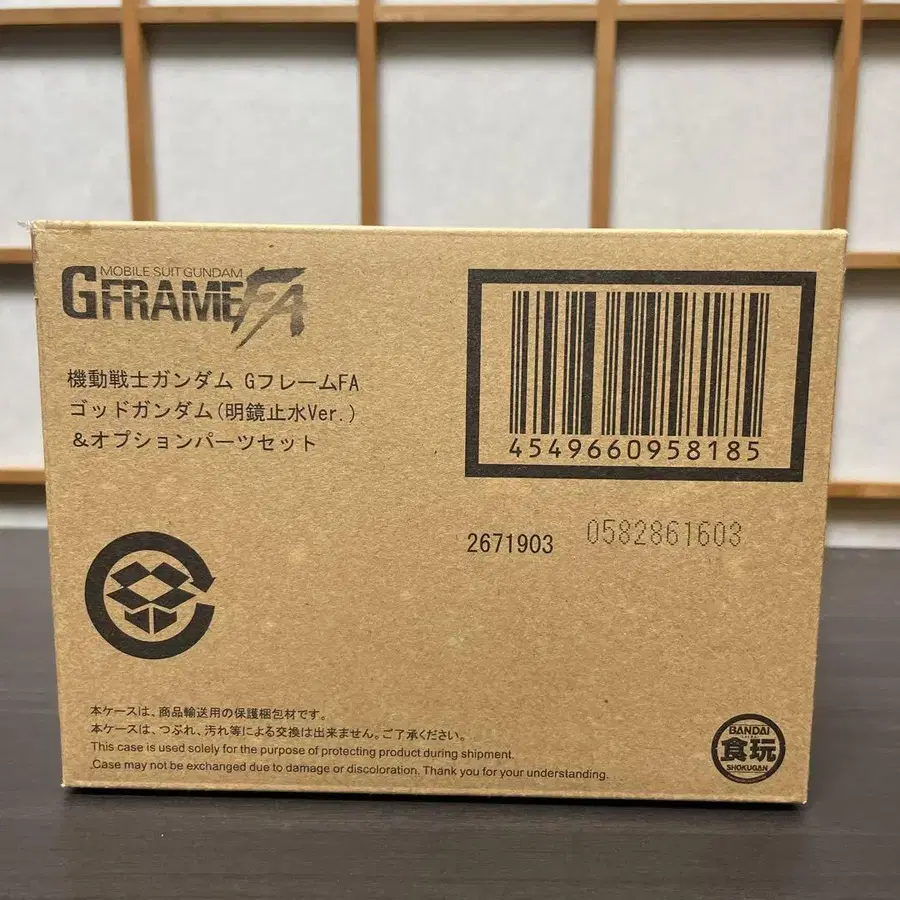 MOBILE SUIT GUNDAM
GFRAMEFA
機動戦士ガンダム GフレームFA
ゴッドガンダム(明鏡止水Ver.)
&オプションパーツセット
4549660958185
2671903
0582861603
本ケースは、商品輸送用の保護梱包材です。
本ケースは、つぶれ、汚れ等による交換は出来ません。ご了承ください。
This case is used solely for the purpose of protecting product during shipment.
Case may not be exchanged due to damage or discoloration. Thank you for your understanding.
BANDAI
食玩
SHOKUGAN